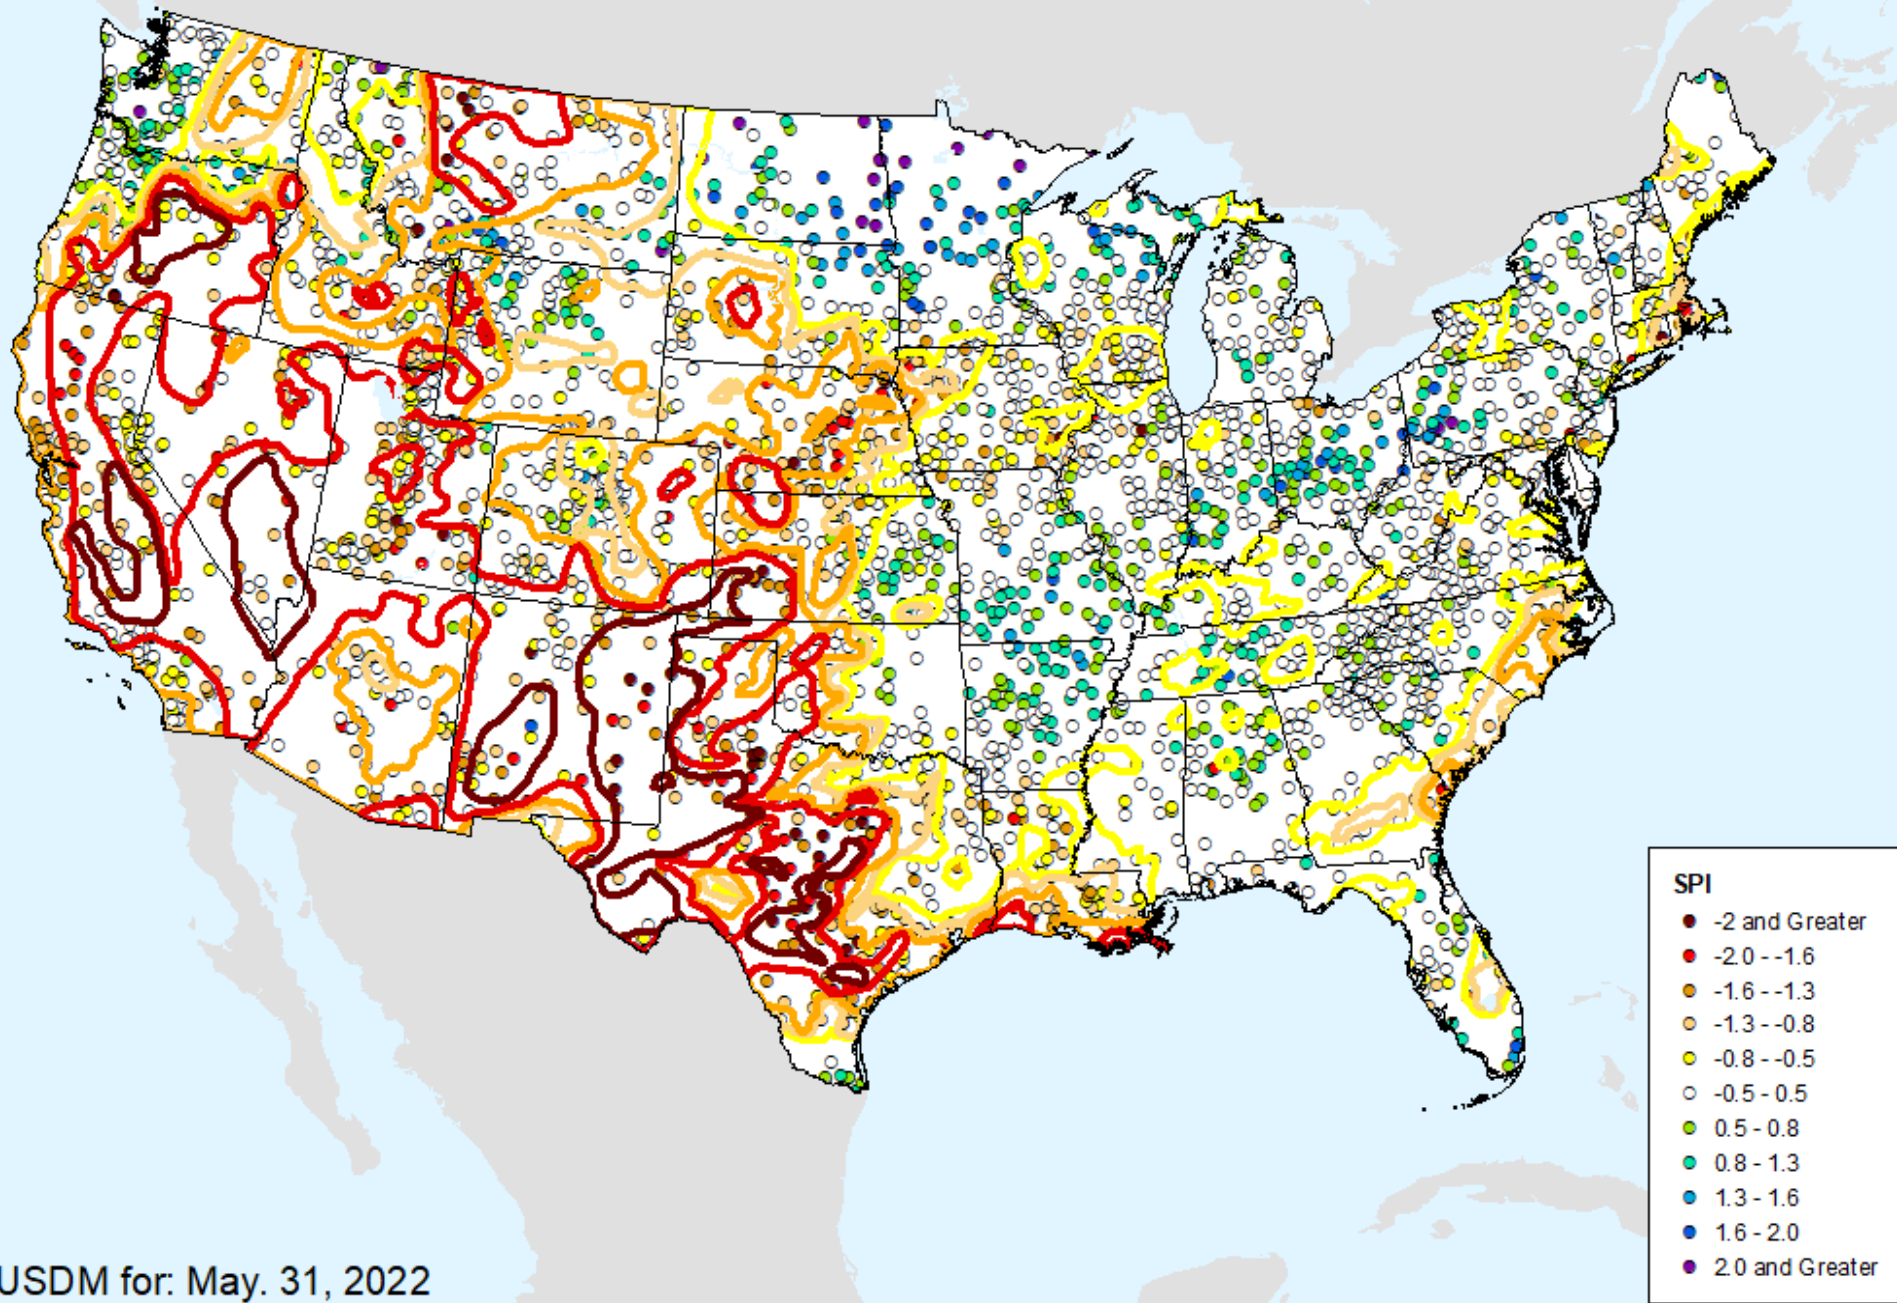 SPI
-2 and Greater
-2.0 - -1.6
-1.6 - -1.3
-1.3 - -0.8
-0.8 - -0.5
-0.5 - 0.5
0.5 - 0.8
0.8 - 1.3
1.3 - 1.6
1.6 - 2.0
2.0 and Greater
USDM for: May. 31, 2022